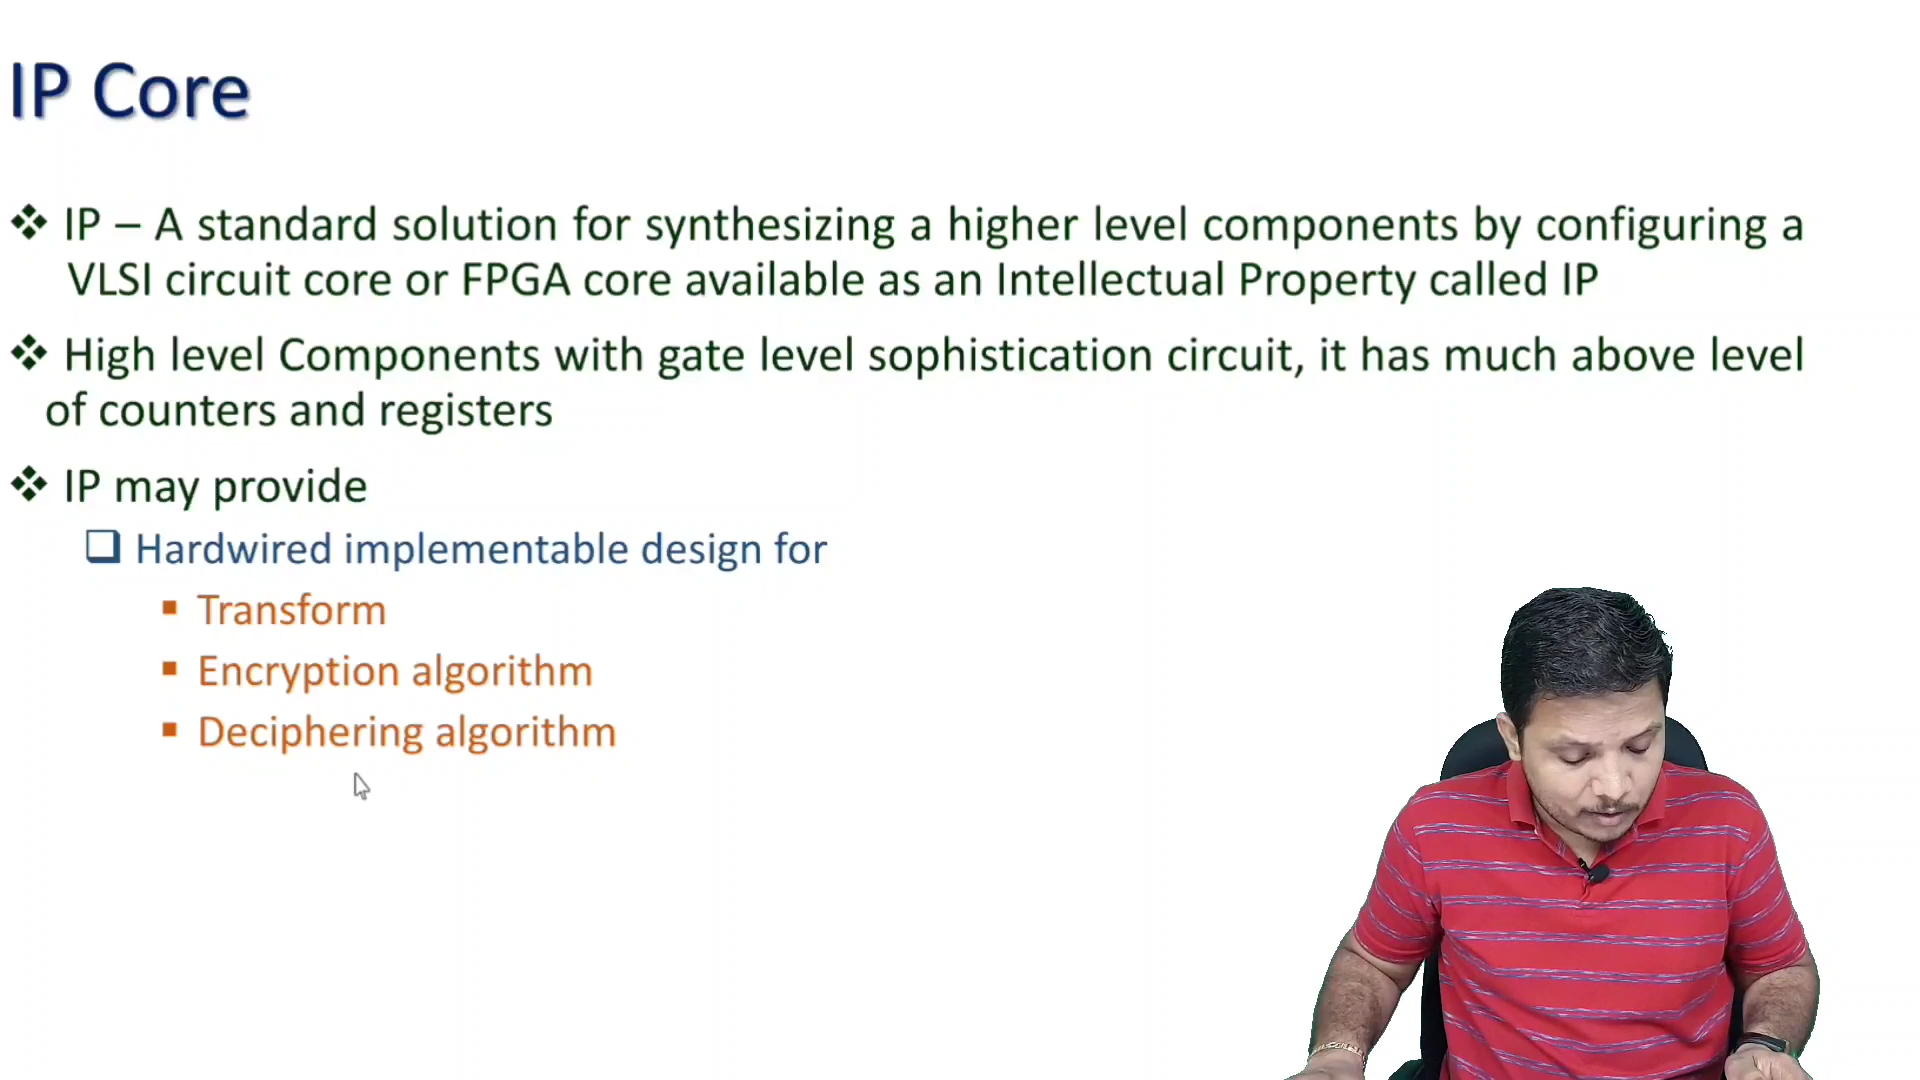 IP Core
❖ IP – A standard solution for synthesizing a higher level components by configuring a
VLSI circuit core or FPGA core available as an Intellectual Property called IP
❖ High level Components with gate level sophistication circuit, it has much above level
of counters and registers
❖ IP may provide
❑ Hardwired implementable design for
▪ Transform
▪ Encryption algorithm
▪ Deciphering algorithm